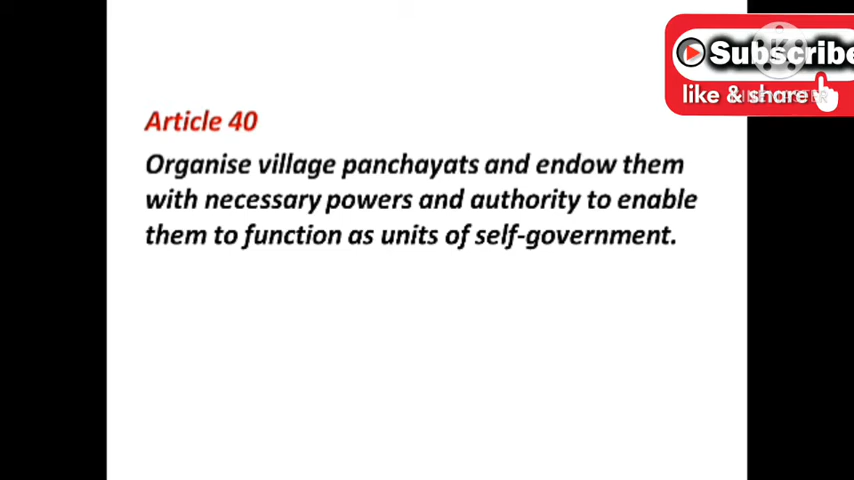 Subscribe
like & share
Article 40
Organise village panchayats and endow them
with necessary powers and authority to enable
them to function as units of self-government.